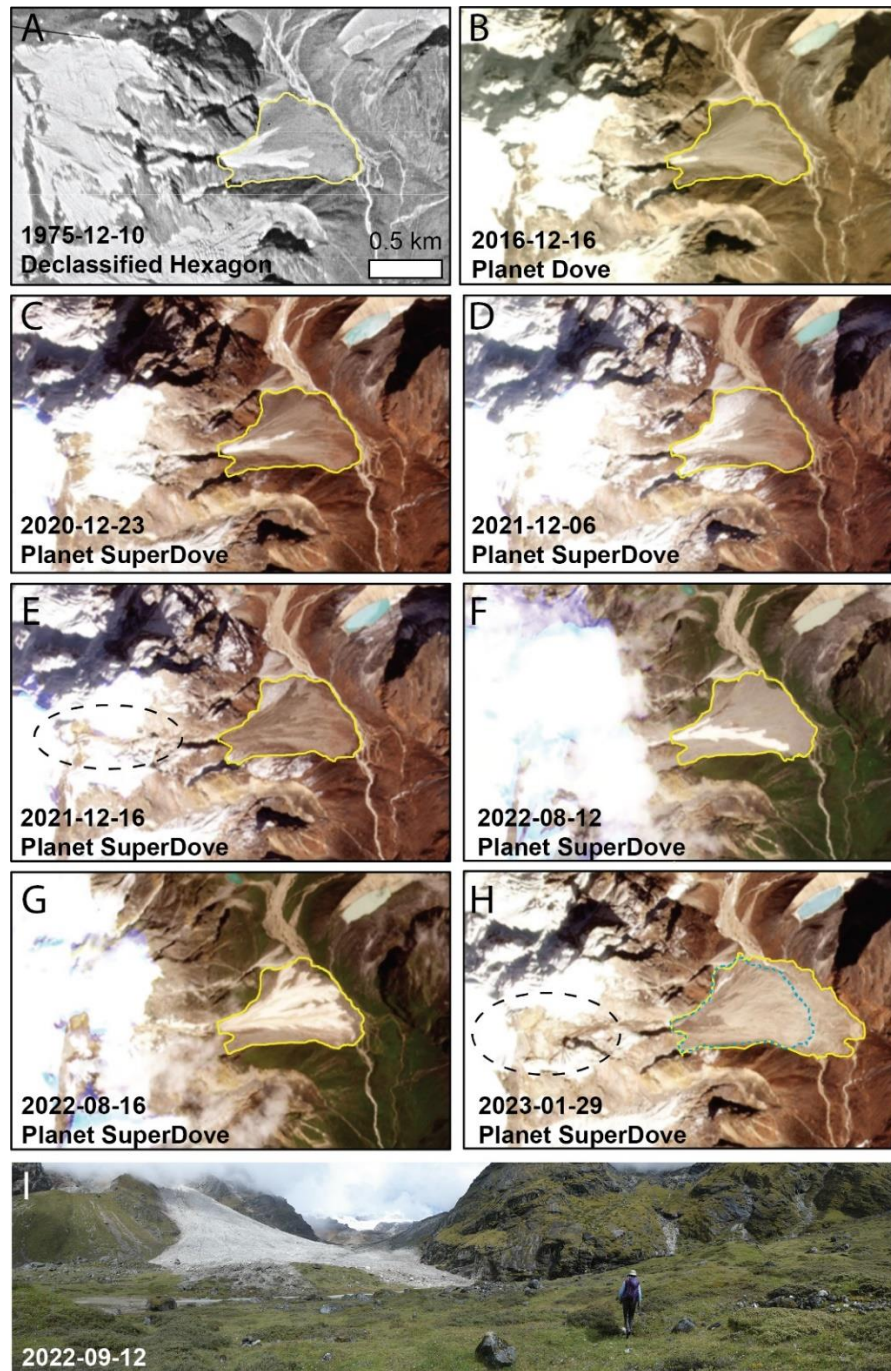 A
1975-12-10
Declassified Hexagon
0.5 km
B
2016-12-16
Planet Dove
C
2020-12-23
Planet SuperDove
D
2021-12-06
Planet SuperDove
E
2021-12-16
Planet SuperDove
F
2022-08-12
Planet SuperDove
G
2022-08-16
Planet SuperDove
H
2023-01-29
Planet SuperDove
I
2022-09-12